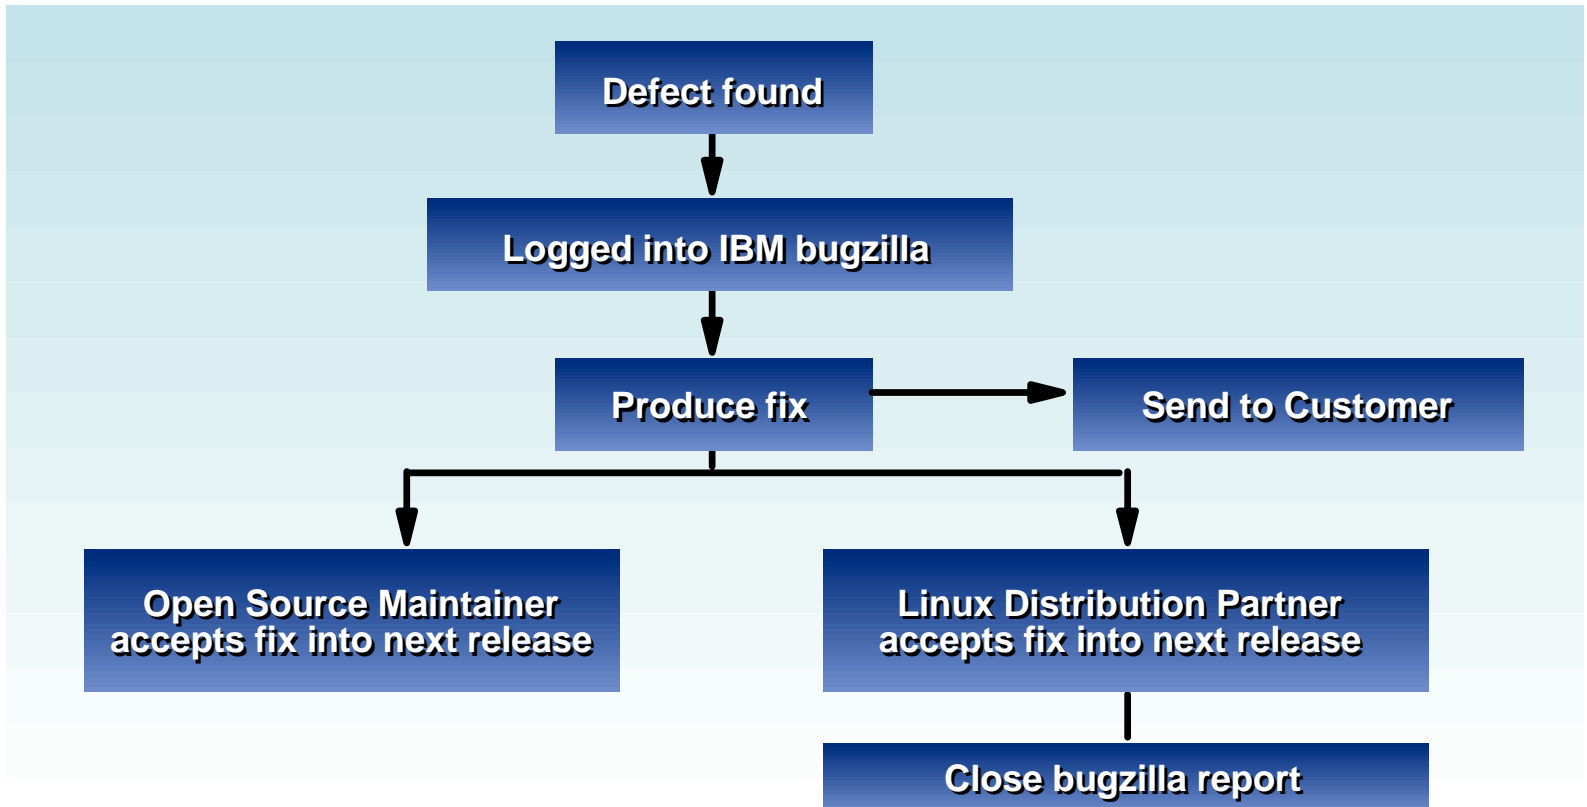 Defect found
Logged into IBM bugzilla
Produce fix
Send to Customer
Open Source Maintainer
accepts fix into next release
Linux Distribution Partner
accepts fix into next release
Close bugzilla report